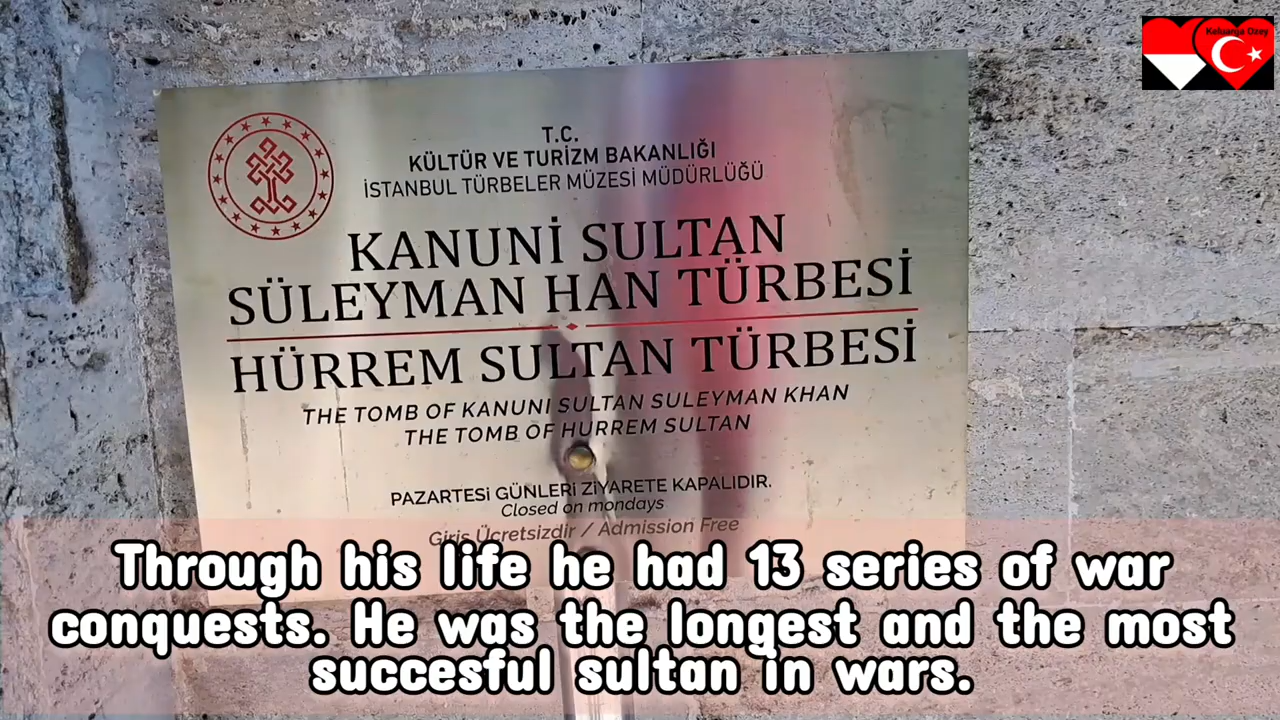 Keluarga Ozey
T.C.
KÜLTÜR VE TURİZM BAKANLIĞI
İSTANBUL TÜRBELER MÜZESİ MÜDÜRLÜĞÜ
KANUNİ SULTAN
SÜLEYMAN HAN TÜRBESİ
HÜRREM SULTAN TÜRBESİ
THE TOMB OF KANUNI SULTAN SULEYMAN KHAN
THE TOMB OF HURREM SULTAN
PAZARTESİ GÜNLERİ ZİYARETE KAPALIDIR.
Closed on mondays
Giriş Ücretsizdir / Admission Free
Through his life he had 13 series of war
conquests. He was the longest and the most
succesful sultan in wars.